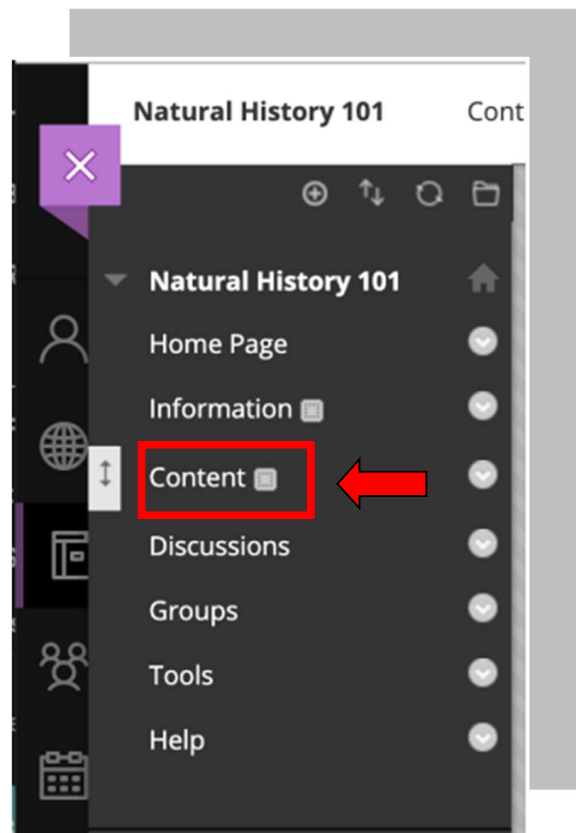 Natural History 101 Cont
Natural History 101
Home Page
Information
Content
Discussions
Groups
Tools
Help